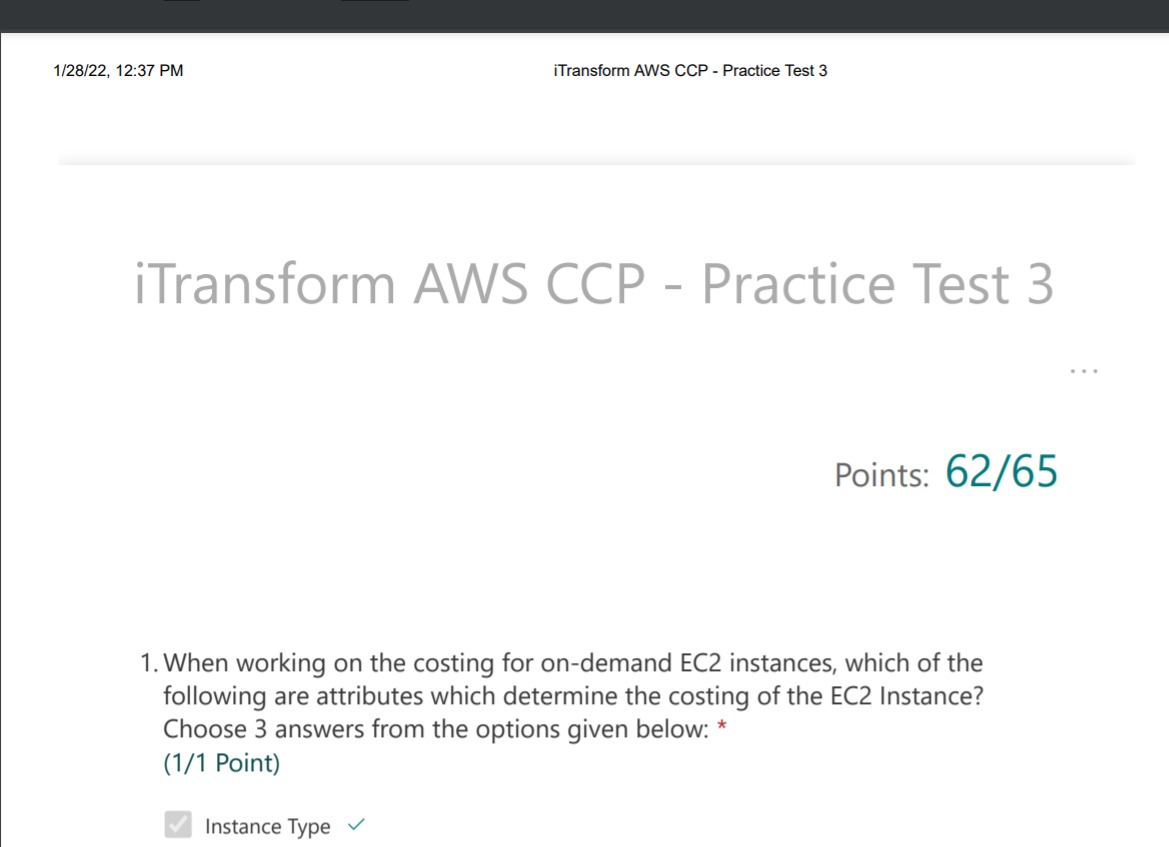 1/28/22, 12:37 PM
iTransform AWS CCP - Practice Test 3
iTransform AWS CCP - Practice Test 3
...
Points: 62/65
1. When working on the costing for on-demand EC2 instances, which of the
following are attributes which determine the costing of the EC2 Instance?
Choose 3 answers from the options given below: *
(1/1 Point)
Instance Type